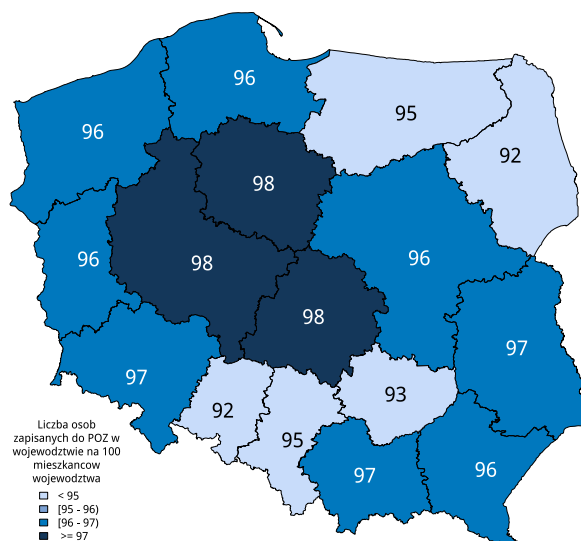 96
95
96
92
98
96
98
96
98
97
97
93
92
95
97
96
Liczba osob
zapisanych do POZ w
wojewodztwie na 100
mieszkancow
wojewodztwa
< 95
[95 - 96)
[96 - 97)
>= 97